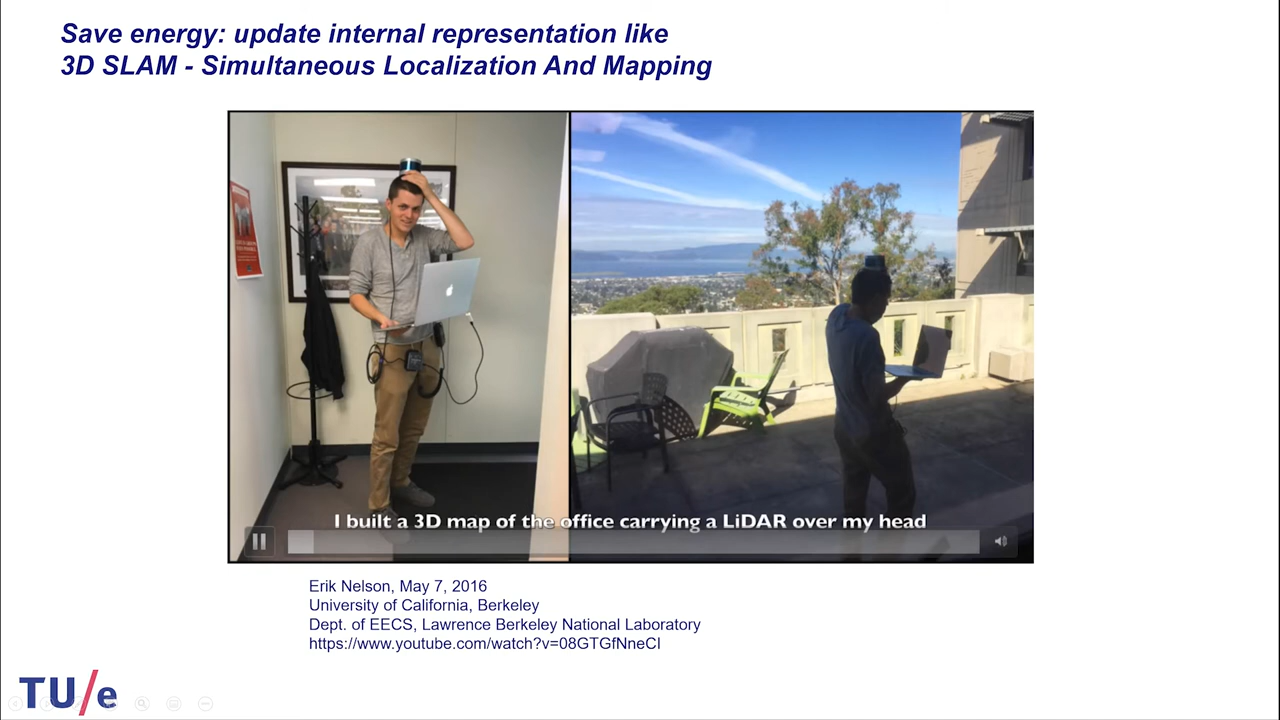 Save energy: update internal representation like
3D SLAM - Simultaneous Localization And Mapping
I built a 3D map of the office carrying a LiDAR over my head
Erik Nelson, May 7, 2016
University of California, Berkeley
Dept. of EECS, Lawrence Berkeley National Laboratory
https://www.youtube.com/watch?v=08GTGfNneCI
TU/e